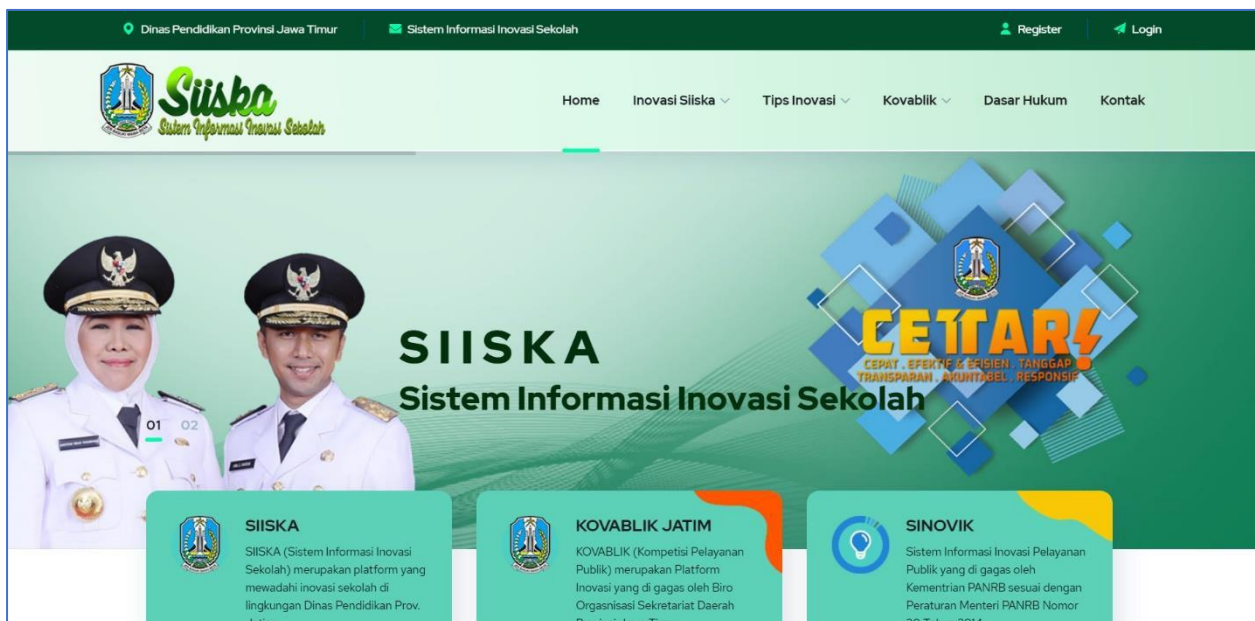 Dinas Pendidikan Provinsi Jawa Timur
Sistem Informasi Inovasi Sekolah
Register
Login
Siiska
Sistem Informasi Inovasi Sekolah
Home
Inovasi Siiska
Tips Inovasi
Kovablik
Dasar Hukum
Kontak
CETTAR
CEPAT . EFEKTIF & EFISIEN . TANGGAP
TRANSPARAN . AKUNTABEL . RESPONSIF
SIISKA
Sistem Informasi Inovasi Sekolah
01 02
SIISKA
SIISKA (Sistem Informasi Inovasi
Sekolah) merupakan platform yang
mewadahi inovasi sekolah di
lingkungan Dinas Pendidikan Prov.
KOVABLIK JATIM
KOVABLIK (Kompetisi Pelayanan
Publik) merupakan Platform
Inovasi yang di gagas oleh Biro
Orgasnisasi Sekretariat Daerah
SINOVIK
Sistem Informasi Inovasi Pelayanan
Publik yang di gagas oleh
Kementrian PANRB sesuai dengan
Peraturan Menteri PANRB Nomor